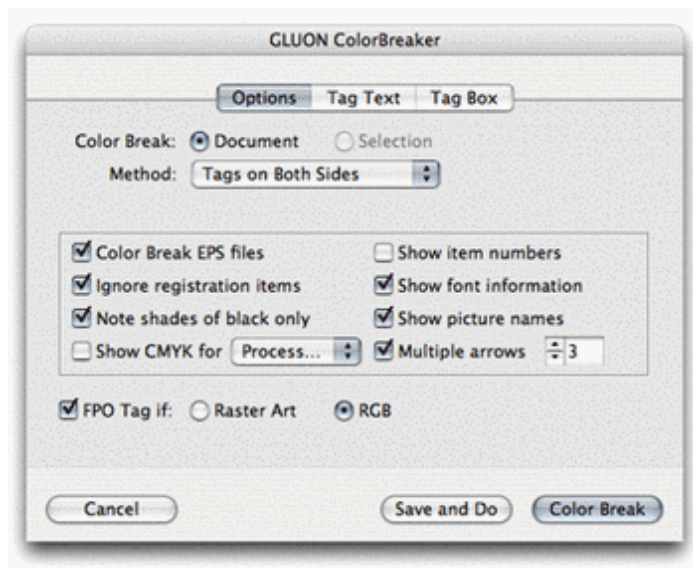 GLUON ColorBreaker
Options Tag Text Tag Box
Color Break: Document Selection
Method: Tags on Both Sides
Color Break EPS files Show item numbers
Ignore registration items Show font information
Note shades of black only Show picture names
Show CMYK for Process... Multiple arrows 3
FPO Tag if: Raster Art RGB
Cancel Save and Do Color Break